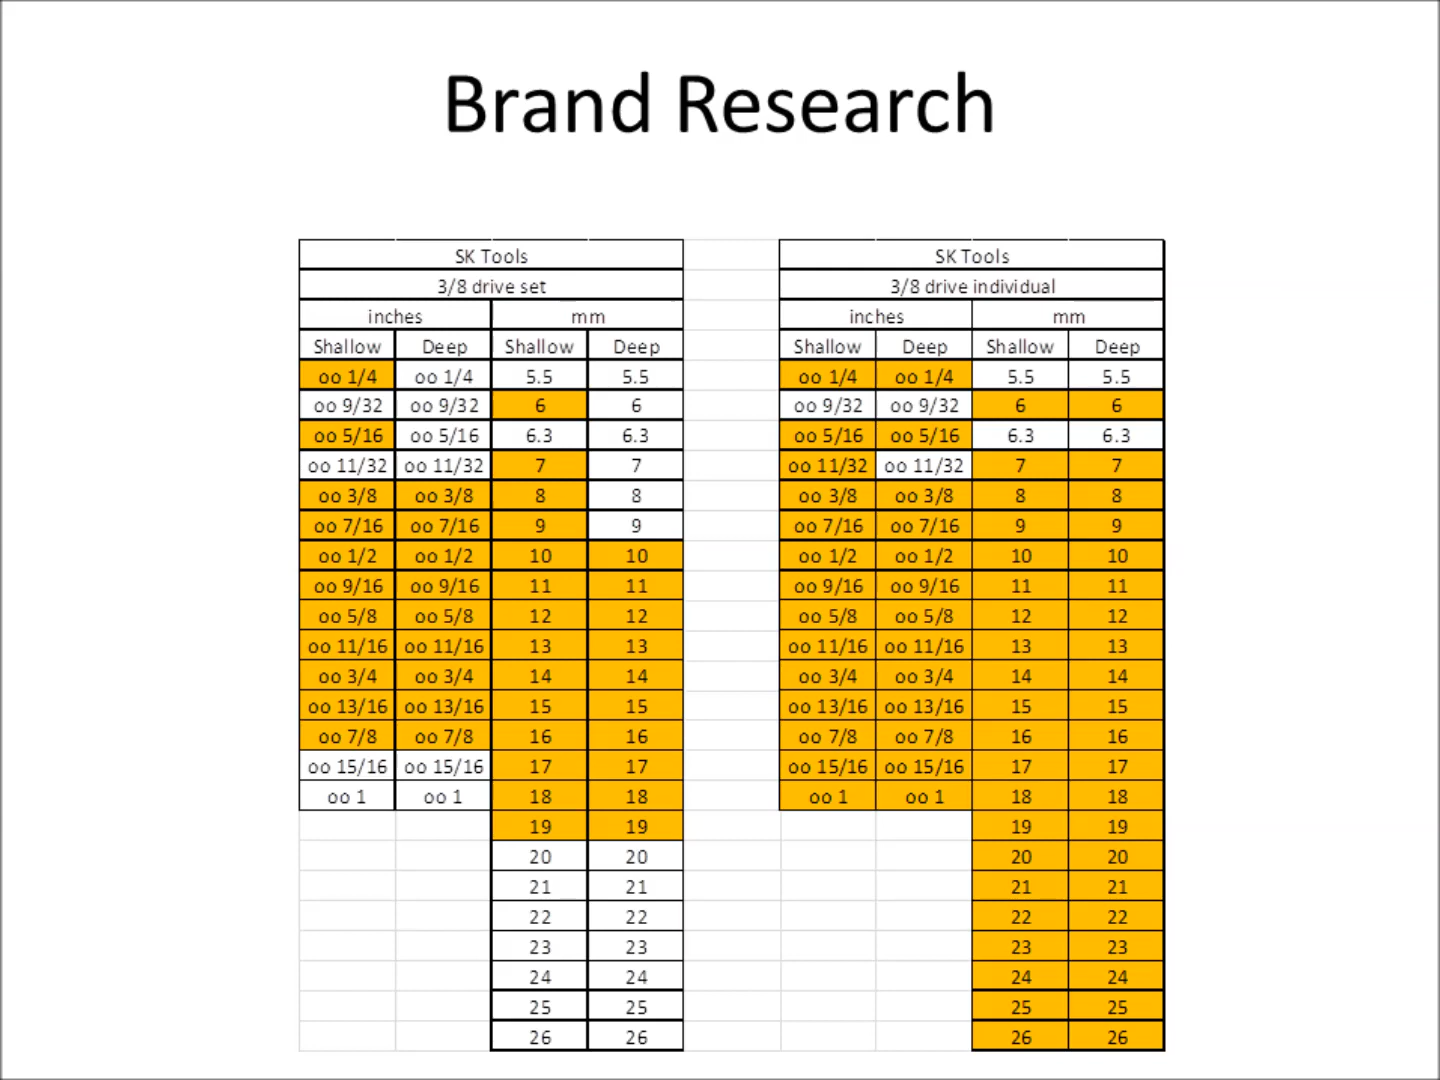 Brand Research
SK Tools SK Tools
3/8 drive set 3/8 drive individual
inches mm inches mm
Shallow Deep Shallow Deep Shallow Deep Shallow Deep
oo 1/4 oo 1/4 5.5 5.5 oo 1/4 oo 1/4 5.5 5.5
oo 9/32 oo 9/32 6 6 oo 9/32 oo 9/32 6 6
oo 5/16 oo 5/16 6.3 6.3 oo 5/16 oo 5/16 6.3 6.3
oo 11/32 oo 11/32 7 7 oo 11/32 oo 11/32 7 7
oo 3/8 oo 3/8 8 8 oo 3/8 oo 3/8 8 8
oo 7/16 oo 7/16 9 9 oo 7/16 oo 7/16 9 9
oo 1/2 oo 1/2 10 10 oo 1/2 oo 1/2 10 10
oo 9/16 oo 9/16 11 11 oo 9/16 oo 9/16 11 11
oo 5/8 oo 5/8 12 12 oo 5/8 oo 5/8 12 12
oo 11/16 oo 11/16 13 13 oo 11/16 oo 11/16 13 13
oo 3/4 oo 3/4 14 14 oo 3/4 oo 3/4 14 14
oo 13/16 oo 13/16 15 15 oo 13/16 oo 13/16 15 15
oo 7/8 oo 7/8 16 16 oo 7/8 oo 7/8 16 16
oo 15/16 oo 15/16 17 17 oo 15/16 oo 15/16 17 17
oo 1 oo 1 18 18 oo 1 oo 1 18 18
19 19 19 19
20 20 20 20
21 21 21 21
22 22 22 22
23 23 23 23
24 24 24 24
25 25 25 25
26 26 26 26